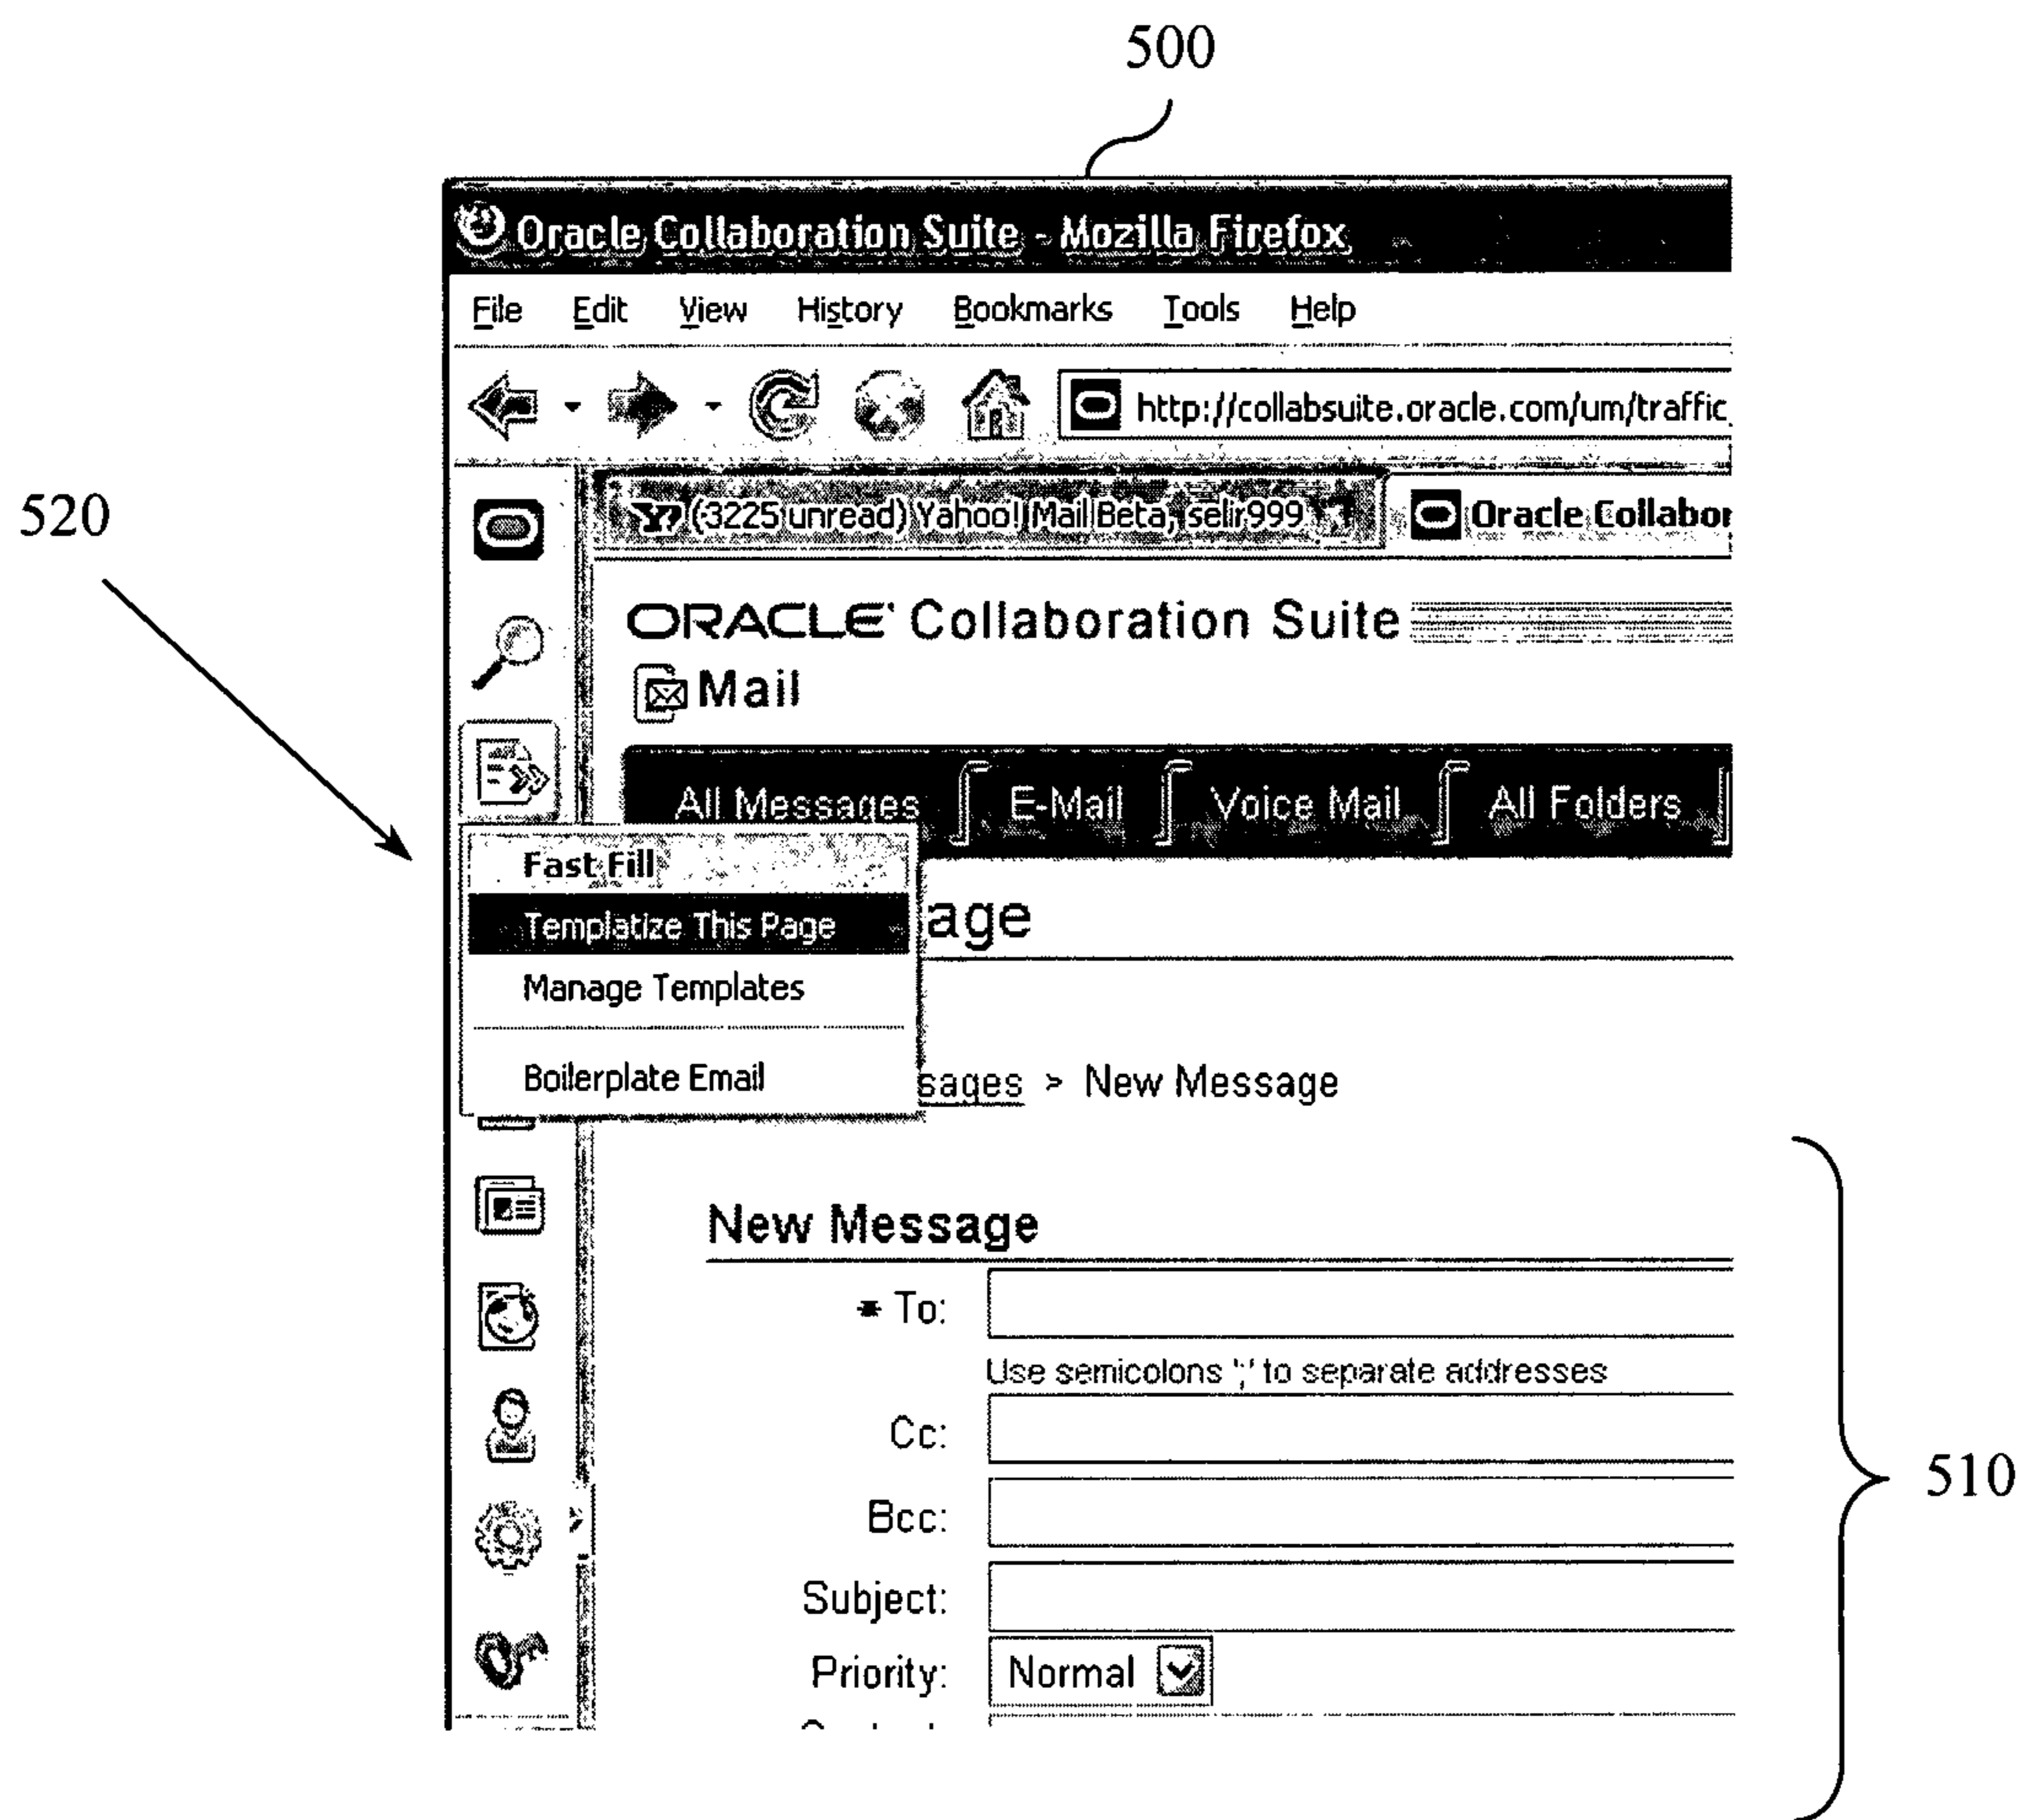 500
Oracle Collaboration Suite - Mozilla Firefox
File Edit View History Bookmarks Tools Help
http://collabsuite.oracle.com/um/traffic_
520
(3225 unread) Yahoo! Mail Beta, selir999
Oracle Collabor
ORACLE Collaboration Suite
Mail
All Messages E-Mail Voice Mail All Folders
Fast Fill
Templatize This Page
age
Manage Templates
Boilerplate Email
sages > New Message
New Message
* To:
Use semicolons ';' to separate addresses
Cc:
510
Bcc:
Subject:
Priority: Normal